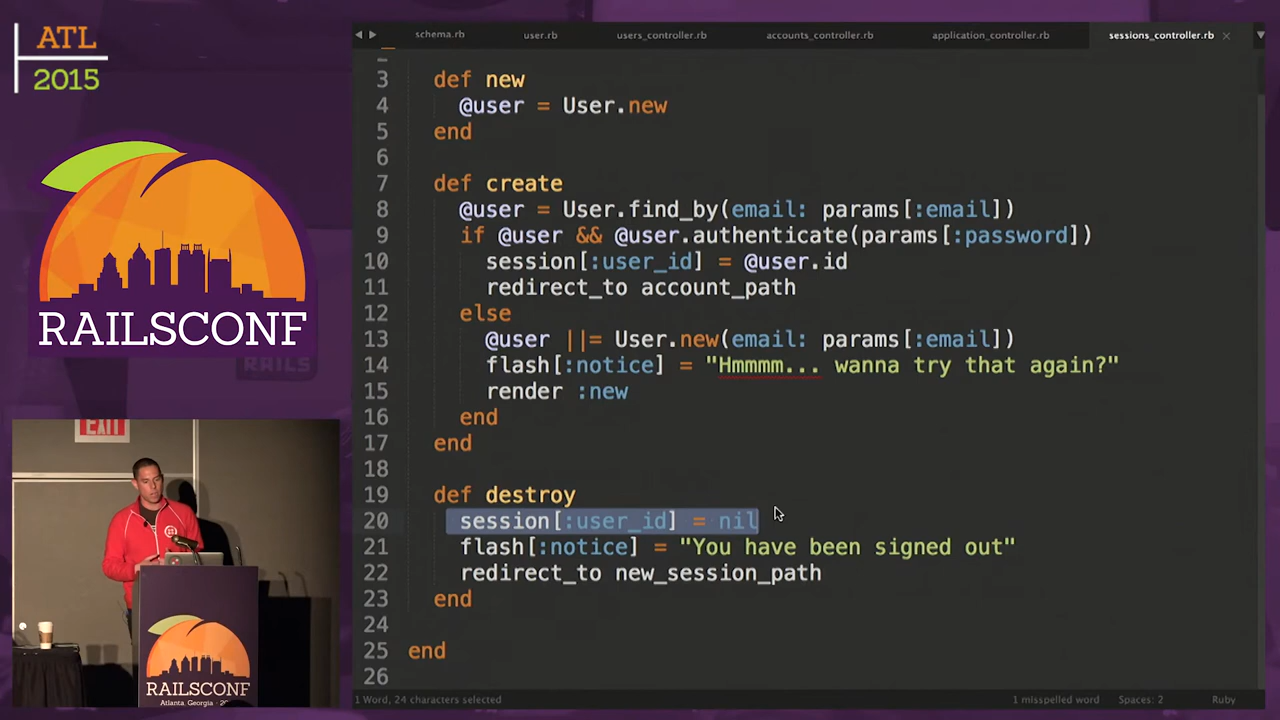 ATL
2015
RAILSCONF
RAILS
EXIT
RAILSCONF
Atlanta, Georgia
schema.rb
user.rb
users_controller.rb
accounts_controller.rb
application_controller.rb
sessions_controller.rb
2
3 def new
4 @user = User.new
5 end
6
7 def create
8 @user = User.find_by(email: params[:email])
9 if @user && @user.authenticate(params[:password])
10 session[:user_id] = @user.id
11 redirect_to account_path
12 else
13 @user ||= User.new(email: params[:email])
14 flash[:notice] = "Hmmmm... wanna try that again?"
15 render :new
16 end
17 end
18
19 def destroy
20 session[:user_id] = nil
21 flash[:notice] = "You have been signed out"
22 redirect_to new_session_path
23 end
24
25 end
26
1 Word, 24 characters selected
1 misspelled word
Spaces: 2
Ruby